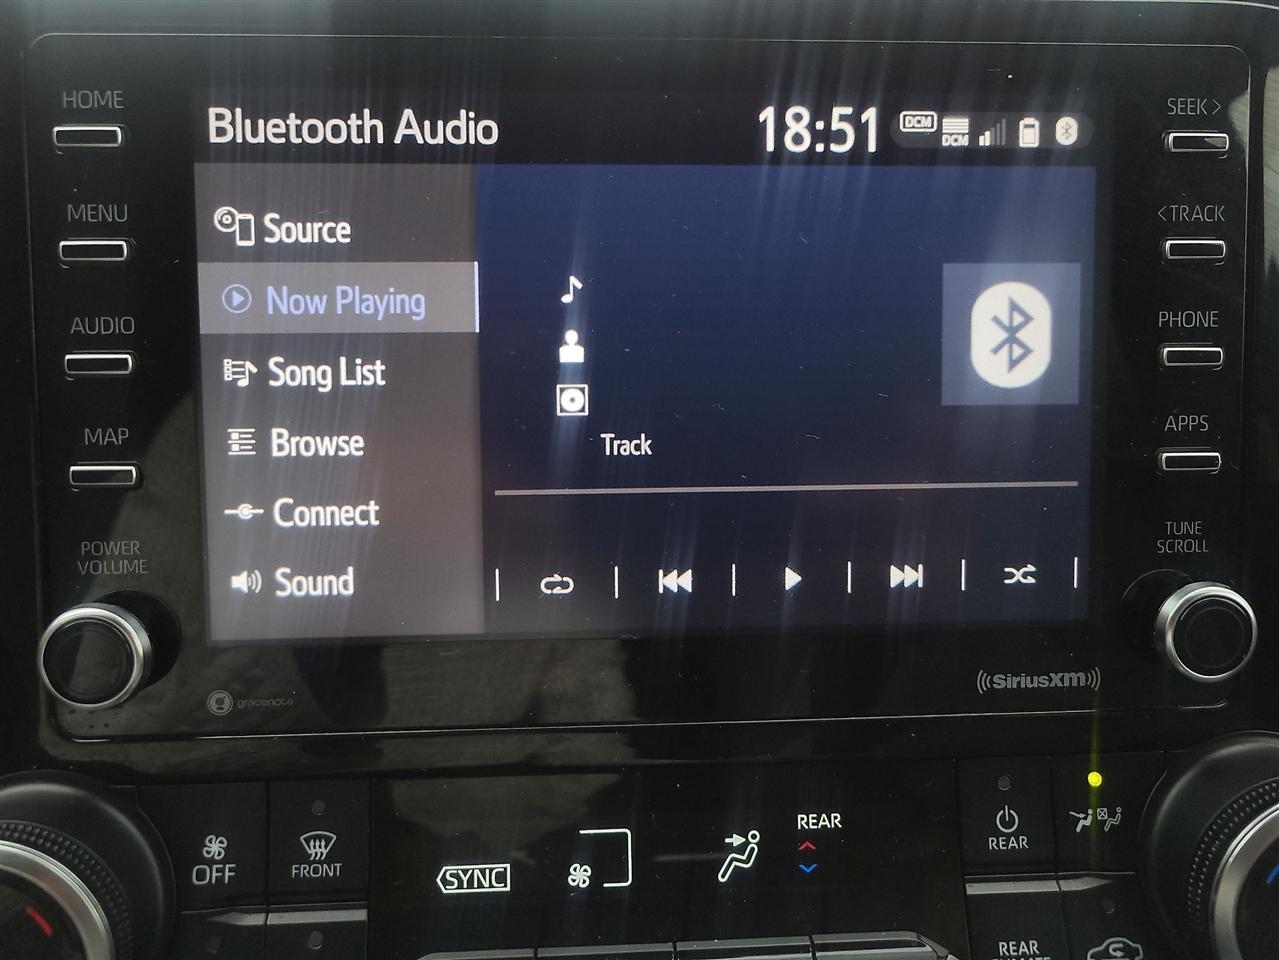 HOME
SEEK >
Bluetooth Audio
18:51
DCM
DCM
MENU
<TRACK
Source
Now Playing
AUDIO
PHONE
Song List
MAP
APPS
Browse
Track
Connect
POWER
VOLUME
TUNE
SCROLL
Sound
gracenote
SiriusXM
REAR
OFF
FRONT
SYNC
REAR
REAR